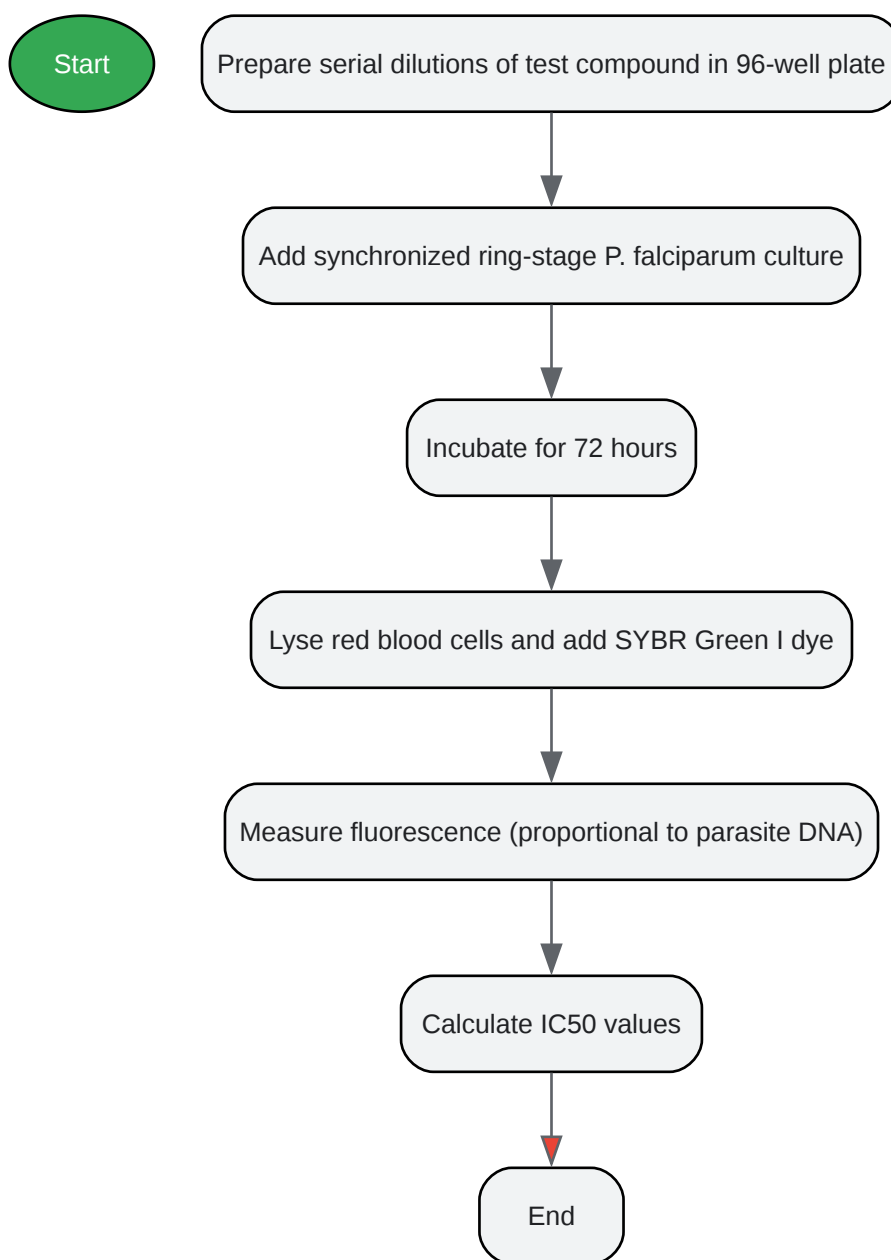 Start
Prepare serial dilutions of test compound in 96-well plate
Add synchronized ring-stage P. falciparum culture
Incubate for 72 hours
Lyse red blood cells and add SYBR Green I dye
Measure fluorescence (proportional to parasite DNA)
Calculate IC50 values
End